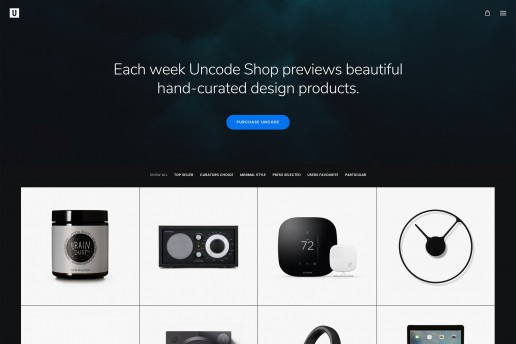 U
Each week Uncode Shop previews beautiful
hand-curated design products.
PURCHASE UNCODE
SHOW ALL TOP SELLER CURATORS CHOICE MINIMAL STYLE PRESS SELECTED USERS FAVOURITE PARTICULAR
BRAIN
DUST
72